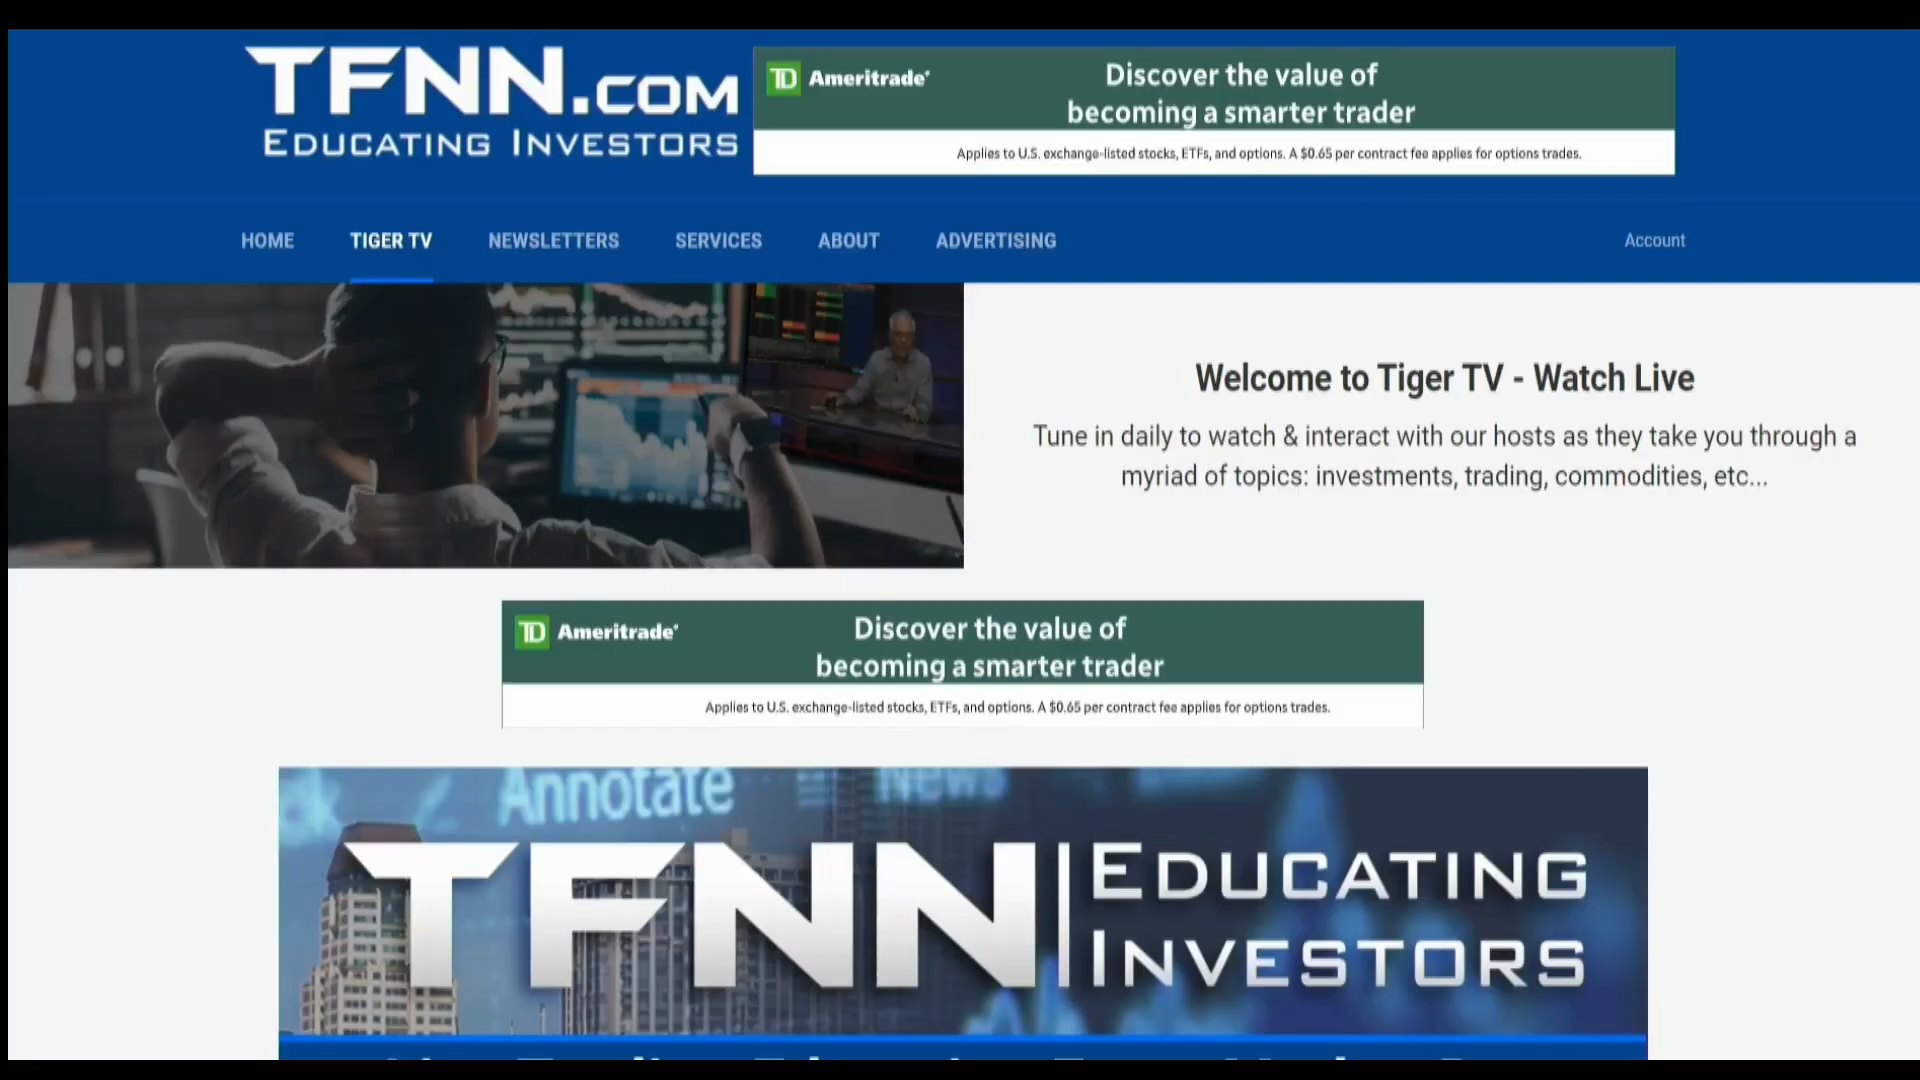 TFNN.COM
EDUCATING INVESTORS
TD Ameritrade
Discover the value of
becoming a smarter trader
Applies to U.S. exchange-listed stocks, ETFs, and options. A $0.65 per contract fee applies for options trades.
HOME TIGER TV NEWSLETTERS SERVICES ABOUT ADVERTISING Account
Welcome to Tiger TV - Watch Live
Tune in daily to watch & interact with our hosts as they take you through a
myriad of topics: investments, trading, commodities, etc...
TD Ameritrade
Discover the value of
becoming a smarter trader
Applies to U.S. exchange-listed stocks, ETFs, and options. A $0.65 per contract fee applies for options trades.
Annotate News
TFNN EDUCATING
INVESTORS